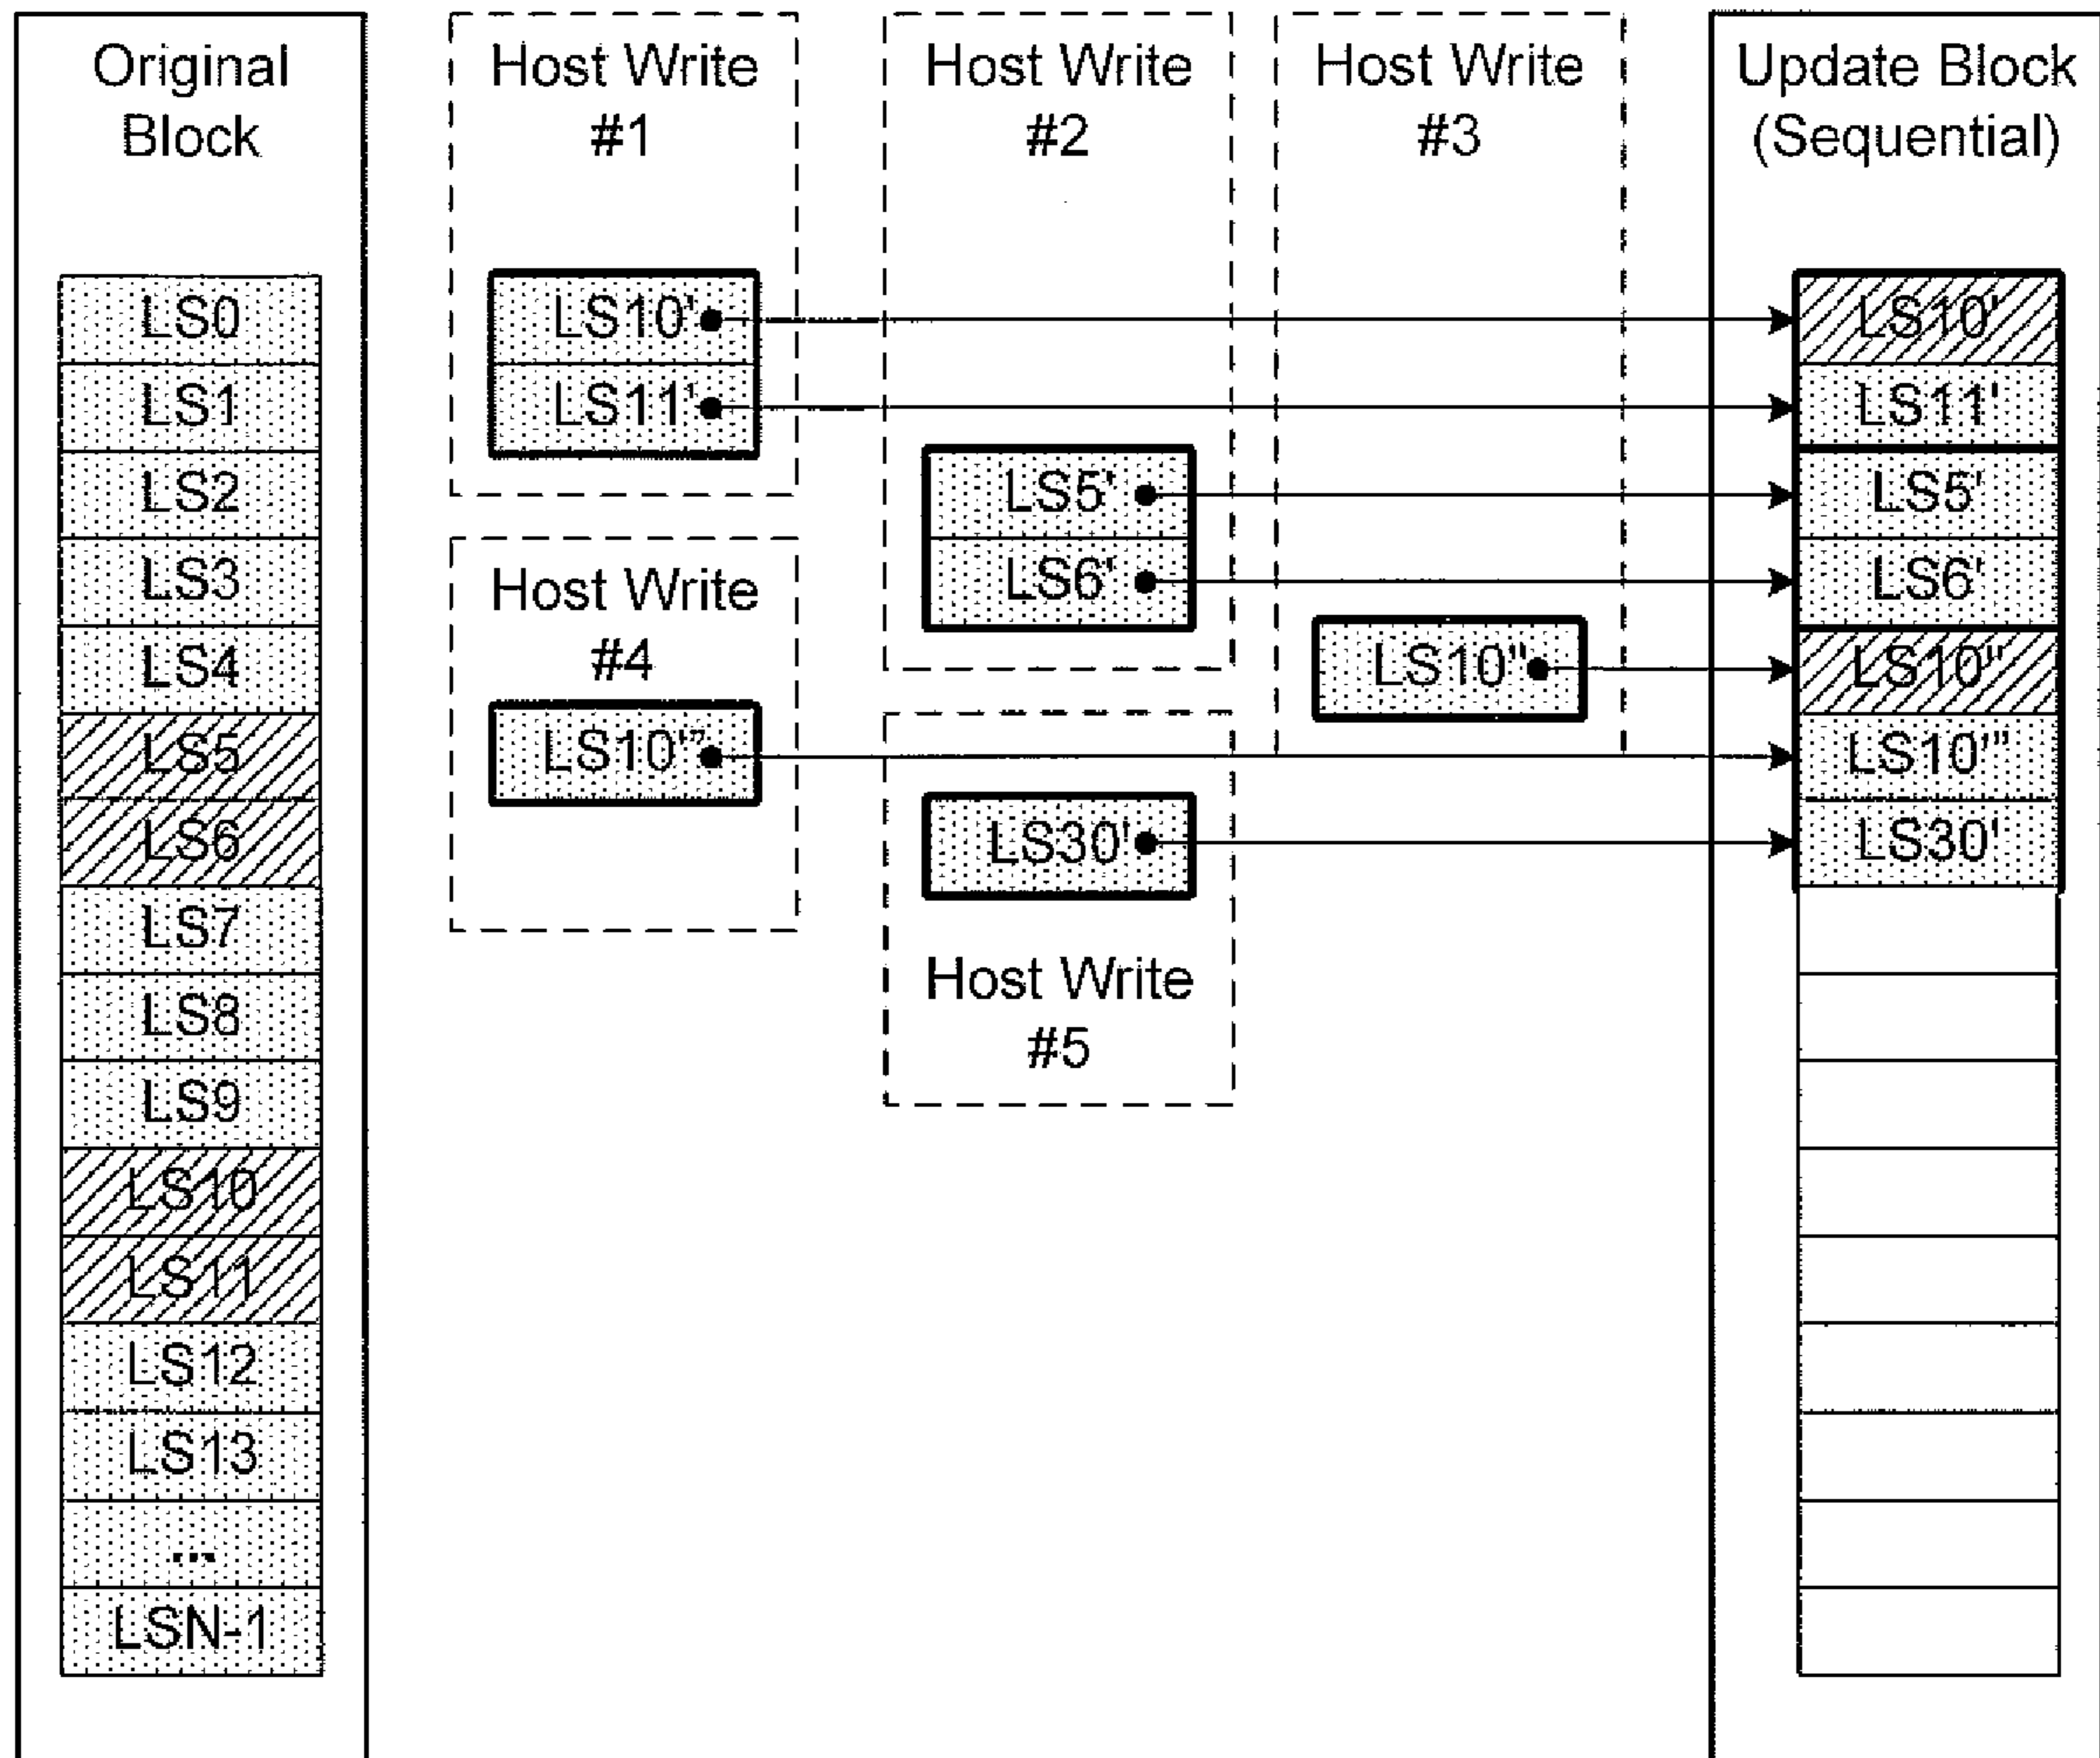 Original
Block
LS0
LS1
LS2
LS3
LS4
LS5
LS6
LS7
LS8
LS9
LS10
LS11
LS12
LS13
...
LSN-1
Host Write
#1
LS10'
LS11'
Host Write
#4
LS10'"
Host Write
#2
LS5'
LS6'
LS30'
Host Write
#5
Host Write
#3
LS10"
Update Block
(Sequential)
LS10'
LS11'
LS5'
LS6'
LS10"
LS10'"
LS30'